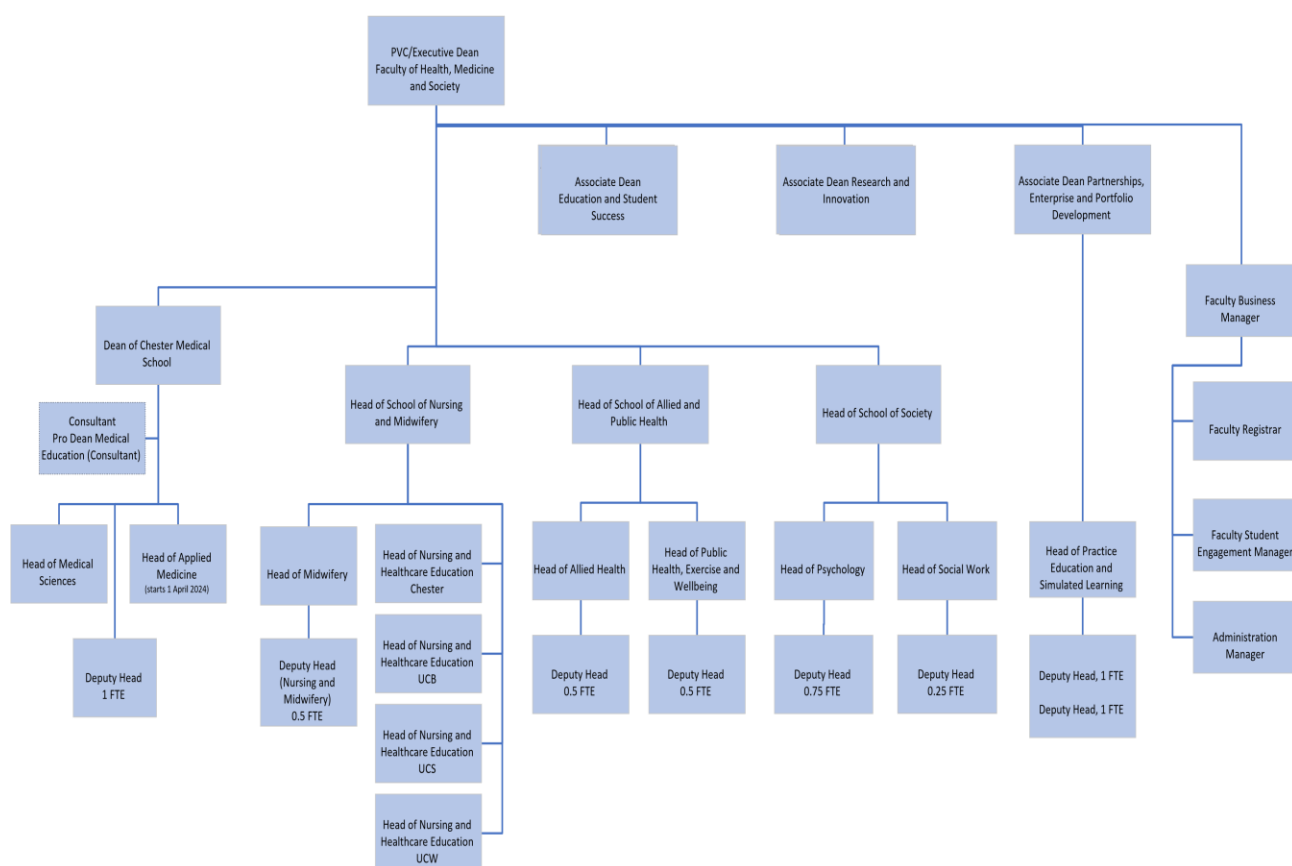 PVC/Executive Dean
Faculty of Health, Medicine
and Society
Associate Dean
Education and Student
Success
Associate Dean Research and
Innovation
Associate Dean Partnerships,
Enterprise and Portfolio
Development
Faculty Business
Manager
Dean of Chester Medical
School
Consultant
Pro Dean Medical
Education (Consultant)
Head of School of Nursing
and Midwifery
Head of School of Allied and
Public Health
Head of School of Society
Faculty Registrar
Head of Medical
Sciences
Head of Applied
Medicine
(starts 1 April 2024)
Head of Midwifery
Head of Nursing and
Healthcare Education
Chester
Head of Allied Health
Head of Public
Health, Exercise and
Wellbeing
Head of Psychology
Head of Social Work
Head of Practice
Education and
Simulated Learning
Faculty Student
Engagement Manager
Deputy Head
1 FTE
Deputy Head
(Nursing and
Midwifery)
0.5 FTE
Head of Nursing and
Healthcare Education
UCB
Deputy Head
0.5 FTE
Deputy Head
0.5 FTE
Deputy Head
0.75 FTE
Deputy Head
0.25 FTE
Deputy Head, 1 FTE
Deputy Head, 1 FTE
Administration
Manager
Head of Nursing and
Healthcare Education
UCS
Head of Nursing and
Healthcare Education
UCW